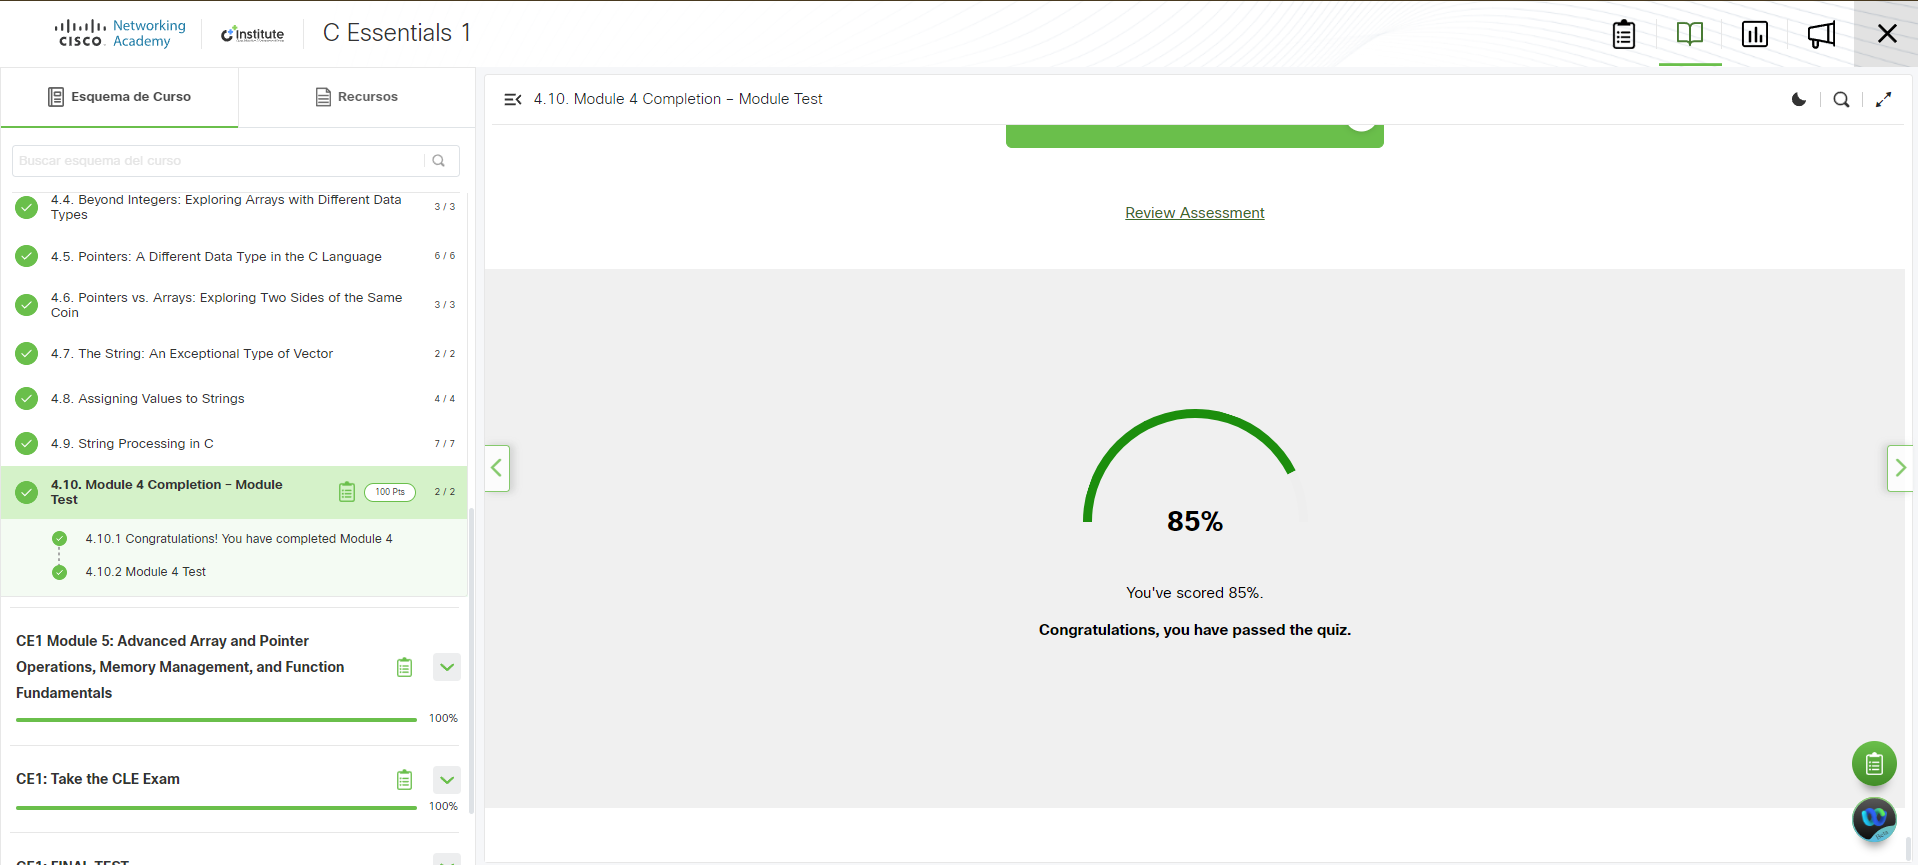 Networking
CISCO Academy
Institute
C Essentials 1
Esquema de Curso
Recursos
Buscar esquema del curso
4.4. Beyond Integers: Exploring Arrays with Different Data
Types
3 / 3
4.5. Pointers: A Different Data Type in the C Language
6 / 6
4.6. Pointers vs. Arrays: Exploring Two Sides of the Same
Coin
3 / 3
4.7. The String: An Exceptional Type of Vector
2 / 2
4.8. Assigning Values to Strings
4 / 4
4.9. String Processing in C
7 / 7
4.10. Module 4 Completion – Module
Test
100 Pts
2 / 2
4.10.1 Congratulations! You have completed Module 4
4.10.2 Module 4 Test
CE1 Module 5: Advanced Array and Pointer
Operations, Memory Management, and Function
Fundamentals
100%
CE1: Take the CLE Exam
100%
CE1: FINAL TEST
4.10. Module 4 Completion – Module Test
Review Assessment
85%
You've scored 85%.
Congratulations, you have passed the quiz.
Beta